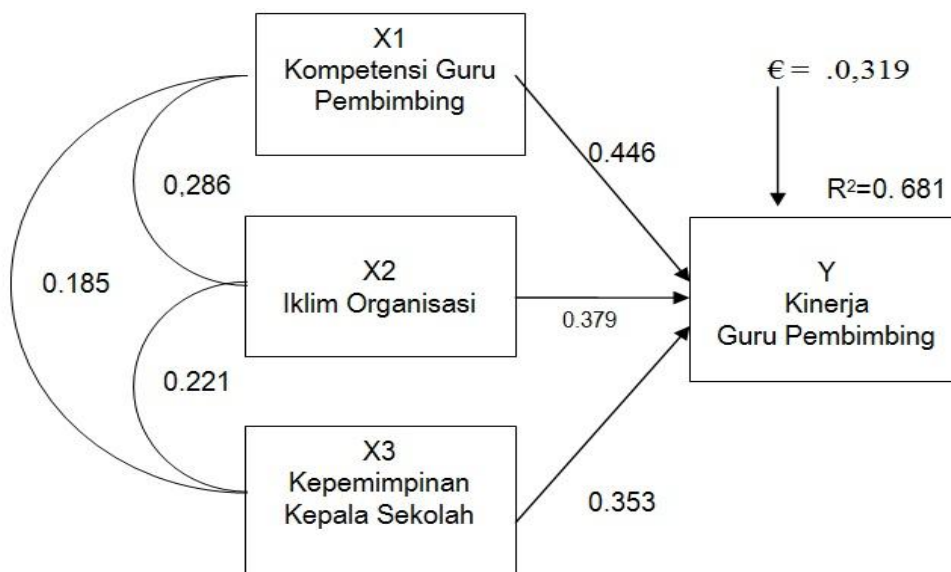 X1
Kompetensi Guru
Pembimbing
€ = .0,319
0.446
0,286
R²=0. 681
X2
Iklim Organisasi
Y
Kinerja
Guru Pembimbing
0.185
0.379
0.221
X3
Kepemimpinan
Kepala Sekolah
0.353